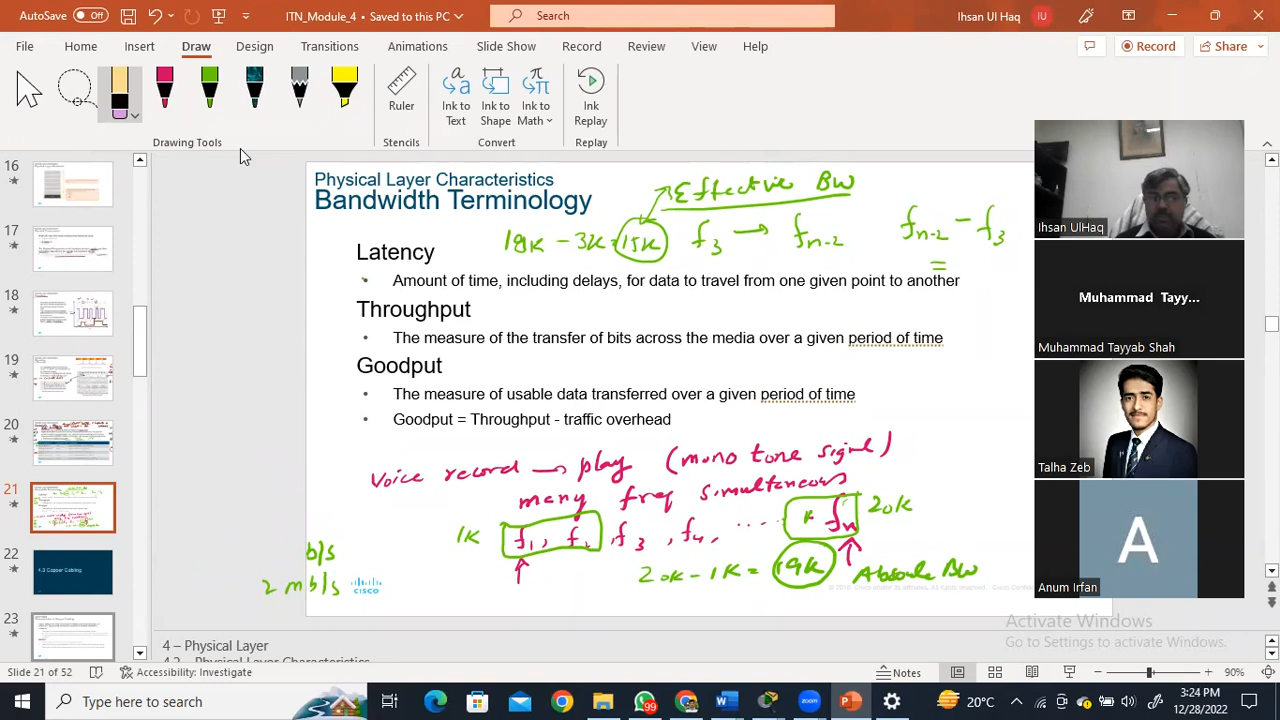 AutoSave Off ITN_Module_4 • Saved to this PC Search Ihsan Ul Haq IU
File Home Insert Draw Design Transitions Animations Slide Show Record Review View Help Record Share
Ruler Ink to Text Ink to Shape Ink to Math Ink Replay
Drawing Tools Stencils Convert Replay
16
17
18
19
20
21
22
4.3 Copper Cabling
23
Physical Layer Characteristics
Bandwidth Terminology
Effective BW
18K - 3K = 15K f3 → fn-2 fn-2 - f3
=
Latency
• Amount of time, including delays, for data to travel from one given point to another
Throughput
• The measure of the transfer of bits across the media over a given period of time
Goodput
• The measure of usable data transferred over a given period of time
• Goodput = Throughput - traffic overhead
Voice record → play (mono tone signal)
many freq simultaneous
1K f1, f2, f3, f4, .... fn 20K
20K - 1K = 19K Absolute BW
b/s
2 mb/s CISCO
Ihsan UlHaq
Muhammad Tayy...
Muhammad Tayyab Shah
Talha Zeb
A
Anum Irfan
Activate Windows
Go to Settings to activate Windows.
4 – Physical Layer
4.2 – Physical Layer Characteristics
Slide 21 of 52 Accessibility: Investigate Notes 90%
Type here to search 99 zoom 20°C 3:24 PM
12/28/2022